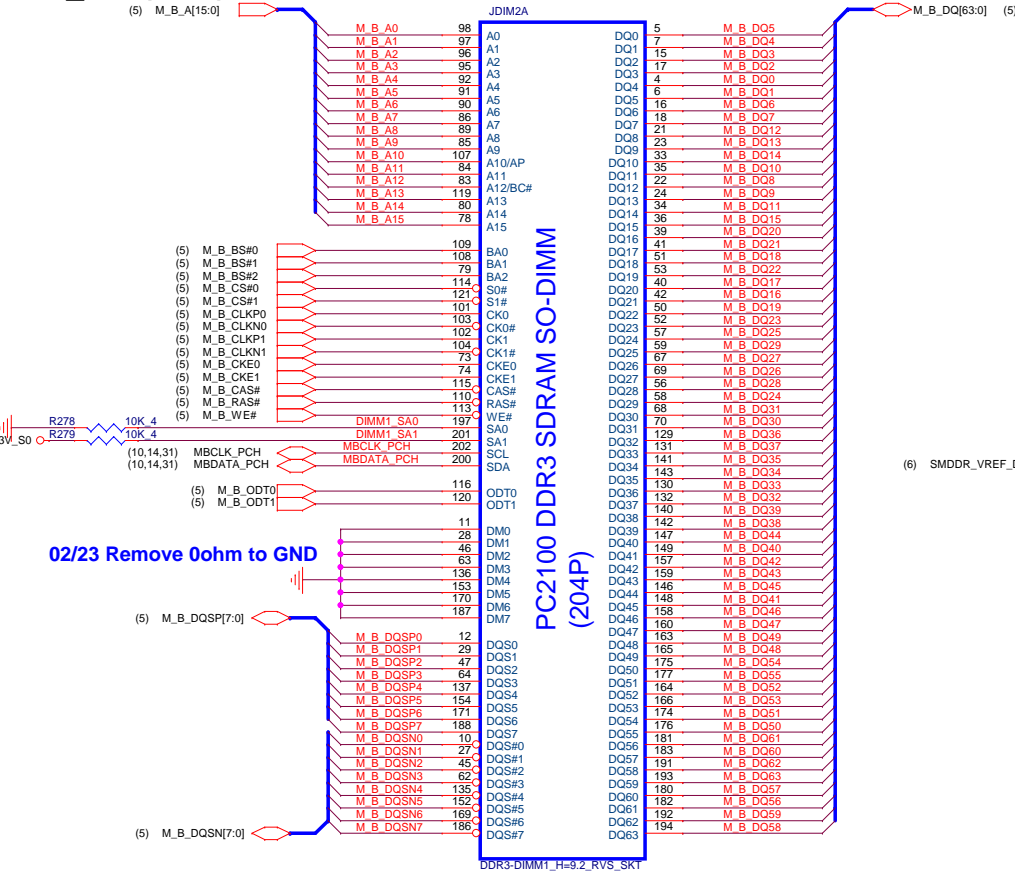 (5) M_B_A[15:0]
JDIM2A
M_B_DQ[63:0] (5)
M_B_A0 98 A0
M_B_A1 97 A1
M_B_A2 96 A2
M_B_A3 95 A3
M_B_A4 92 A4
M_B_A5 91 A5
M_B_A6 90 A6
M_B_A7 86 A7
M_B_A8 89 A8
M_B_A9 85 A9
M_B_A10 107 A10/AP
M_B_A11 84 A11
M_B_A12 83 A12/BC#
M_B_A13 119 A13
M_B_A14 80 A14
M_B_A15 78 A15
(5) M_B_BS#0 109 BA0
(5) M_B_BS#1 108 BA1
(5) M_B_BS#2 79 BA2
(5) M_B_CS#0 114 S0#
(5) M_B_CS#1 121 S1#
(5) M_B_CLKP0 101 CK0
(5) M_B_CLKN0 103 CK0#
(5) M_B_CLKP1 102 CK1
(5) M_B_CLKN1 104 CK1#
(5) M_B_CKE0 73 CKE0
(5) M_B_CKE1 74 CKE1
(5) M_B_CAS# 115 CAS#
(5) M_B_RAS# 110 RAS#
(5) M_B_WE# 113 WE#
R278 10K_4 DIMM1_SA0 197 SA0
3V_S0 R279 10K_4 DIMM1_SA1 201 SA1
(10,14,31) MBCLK_PCH MBCLK_PCH 202 SCL
(10,14,31) MBDATA_PCH MBDATA_PCH 200 SDA
(5) M_B_ODT0 116 ODT0
(5) M_B_ODT1 120 ODT1
11 DM0
28 DM1
46 DM2
63 DM3
136 DM4
153 DM5
170 DM6
187 DM7
02/23 Remove 0ohm to GND
(5) M_B_DQSP[7:0]
M_B_DQSP0 12 DQS0
M_B_DQSP1 29 DQS1
M_B_DQSP2 47 DQS2
M_B_DQSP3 64 DQS3
M_B_DQSP4 137 DQS4
M_B_DQSP5 154 DQS5
M_B_DQSP6 171 DQS6
M_B_DQSP7 188 DQS7
M_B_DQSN0 10 DQS#0
M_B_DQSN1 27 DQS#1
M_B_DQSN2 45 DQS#2
M_B_DQSN3 62 DQS#3
M_B_DQSN4 135 DQS#4
M_B_DQSN5 152 DQS#5
M_B_DQSN6 169 DQS#6
M_B_DQSN7 186 DQS#7
(5) M_B_DQSN[7:0]
PC2100 DDR3 SDRAM SO-DIMM
(204P)
DQ0 5 M_B_DQ5
DQ1 7 M_B_DQ4
DQ2 15 M_B_DQ3
DQ3 17 M_B_DQ2
DQ4 4 M_B_DQ0
DQ5 6 M_B_DQ1
DQ6 16 M_B_DQ6
DQ7 18 M_B_DQ7
DQ8 21 M_B_DQ12
DQ9 23 M_B_DQ13
DQ10 33 M_B_DQ14
DQ11 35 M_B_DQ10
DQ12 22 M_B_DQ8
DQ13 24 M_B_DQ9
DQ14 34 M_B_DQ11
DQ15 36 M_B_DQ15
DQ16 39 M_B_DQ20
DQ17 41 M_B_DQ21
DQ18 51 M_B_DQ18
DQ19 53 M_B_DQ22
DQ20 40 M_B_DQ17
DQ21 42 M_B_DQ16
DQ22 50 M_B_DQ19
DQ23 52 M_B_DQ23
DQ24 57 M_B_DQ25
DQ25 59 M_B_DQ29
DQ26 67 M_B_DQ27
DQ27 69 M_B_DQ26
DQ28 56 M_B_DQ28
DQ29 58 M_B_DQ24
DQ30 68 M_B_DQ31
DQ31 70 M_B_DQ30
DQ32 129 M_B_DQ36
DQ33 131 M_B_DQ37
DQ34 141 M_B_DQ35
DQ35 143 M_B_DQ34
DQ36 130 M_B_DQ33
DQ37 132 M_B_DQ32
DQ38 140 M_B_DQ39
DQ39 142 M_B_DQ38
DQ40 147 M_B_DQ44
DQ41 149 M_B_DQ40
DQ42 157 M_B_DQ42
DQ43 159 M_B_DQ43
DQ44 146 M_B_DQ45
DQ45 148 M_B_DQ41
DQ46 158 M_B_DQ46
DQ47 160 M_B_DQ47
DQ48 163 M_B_DQ49
DQ49 165 M_B_DQ48
DQ50 175 M_B_DQ54
DQ51 177 M_B_DQ55
DQ52 164 M_B_DQ52
DQ53 166 M_B_DQ53
DQ54 174 M_B_DQ51
DQ55 176 M_B_DQ50
DQ56 181 M_B_DQ61
DQ57 183 M_B_DQ60
DQ58 191 M_B_DQ62
DQ59 193 M_B_DQ63
DQ60 180 M_B_DQ57
DQ61 182 M_B_DQ56
DQ62 192 M_B_DQ59
DQ63 194 M_B_DQ58
(6) SMDDR_VREF_D
DDR3-DIMM1_H=9.2_RVS_SKT